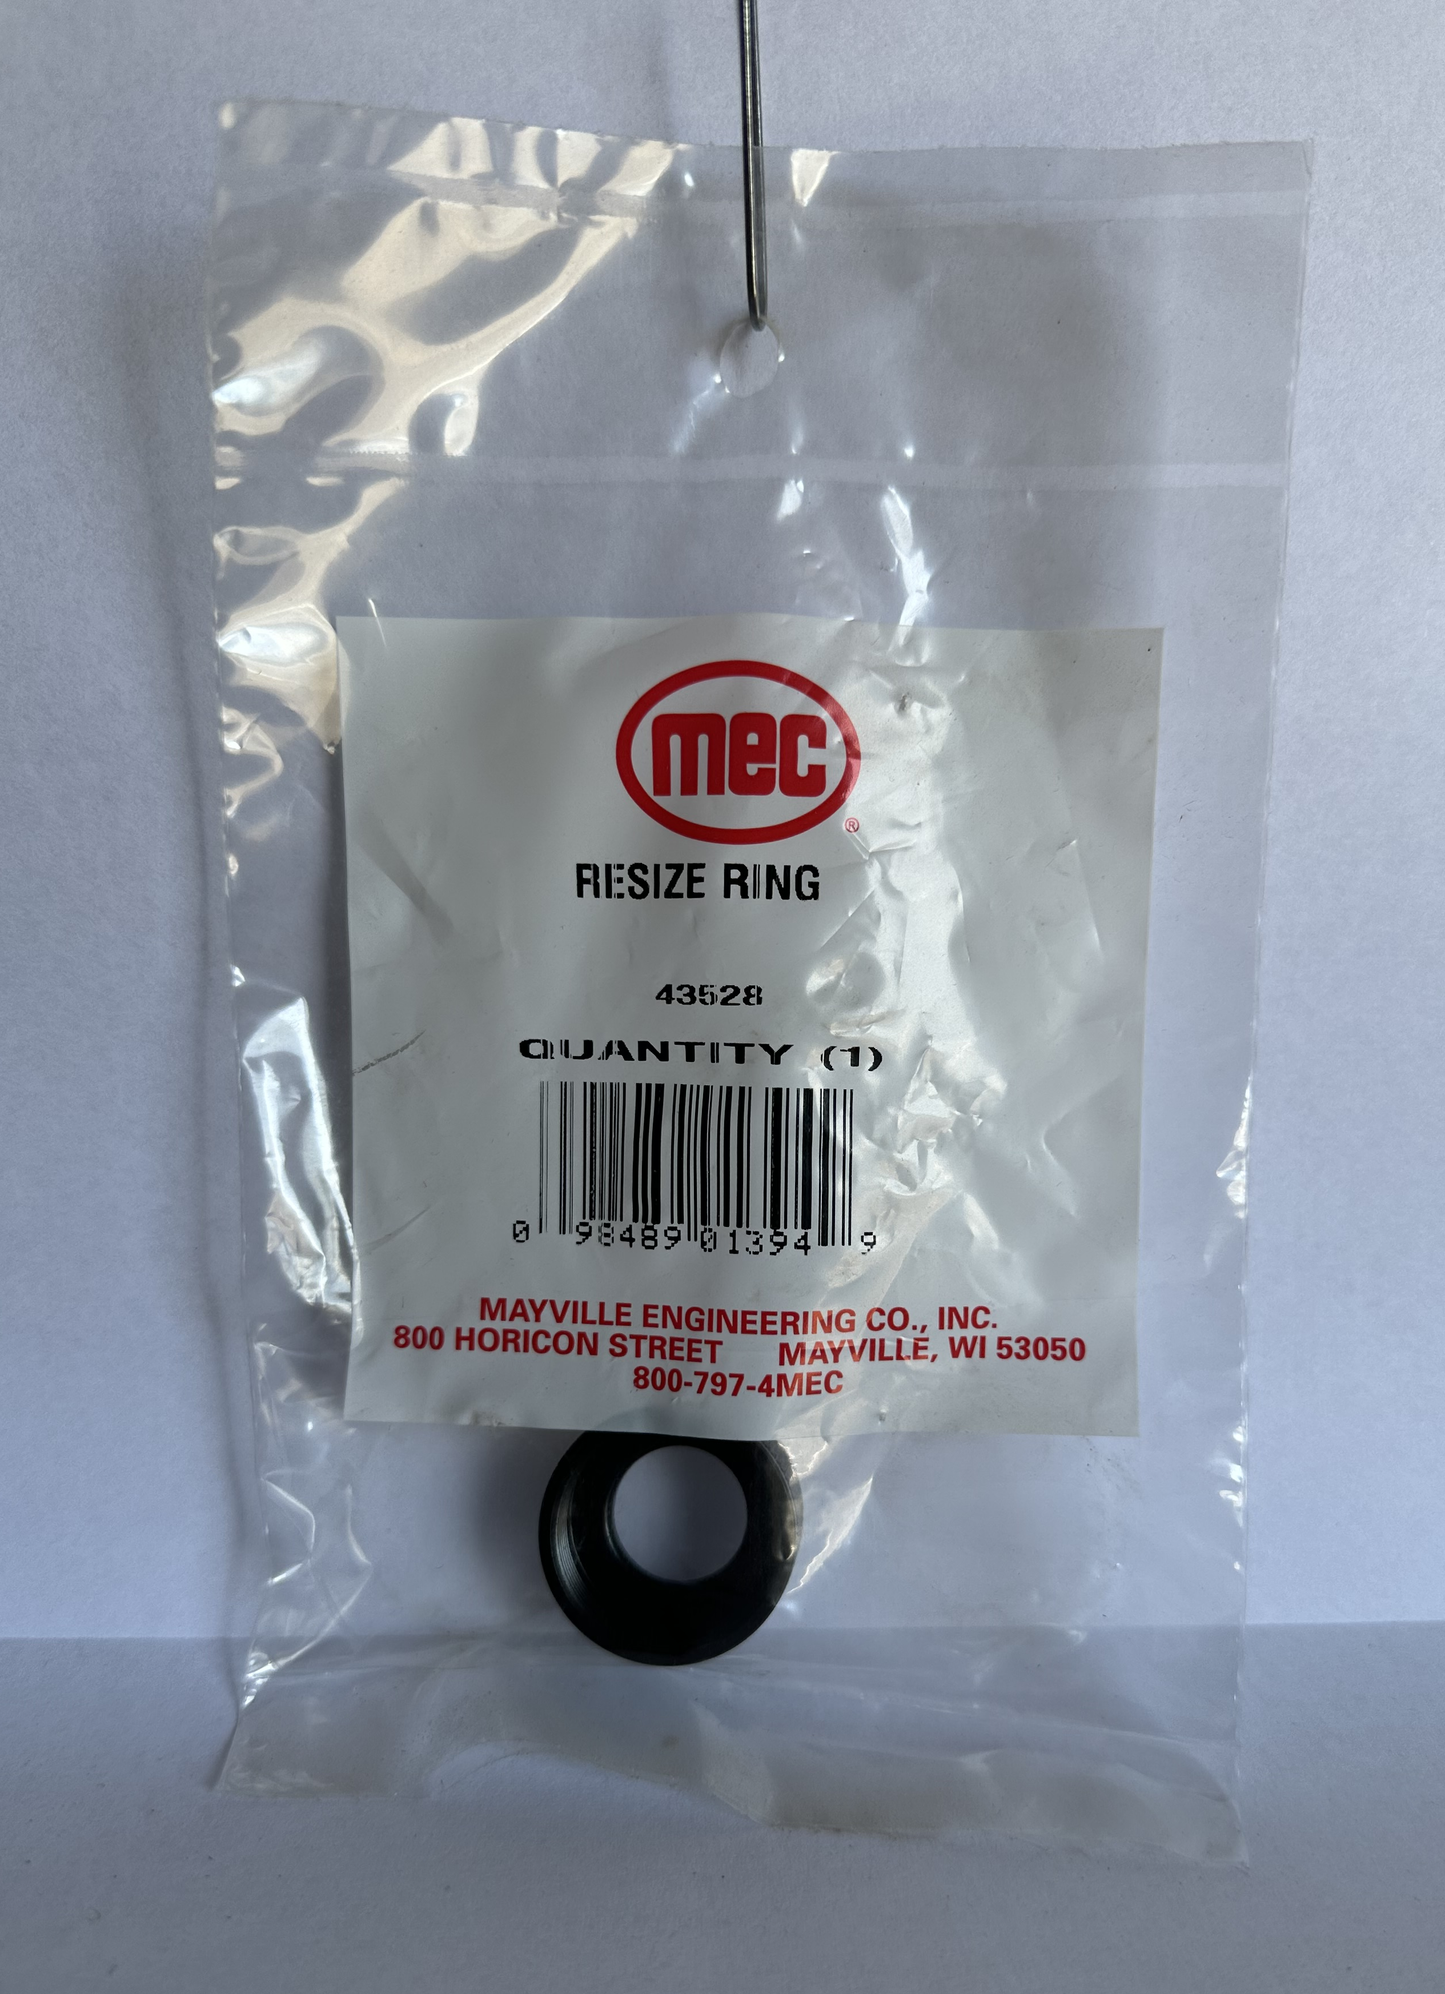 mec
®
RESIZE RING
43528
QUANTITY (1)
0 98489 01394 9
MAYVILLE ENGINEERING CO., INC.
800 HORICON STREET MAYVILLE, WI 53050
800-797-4MEC